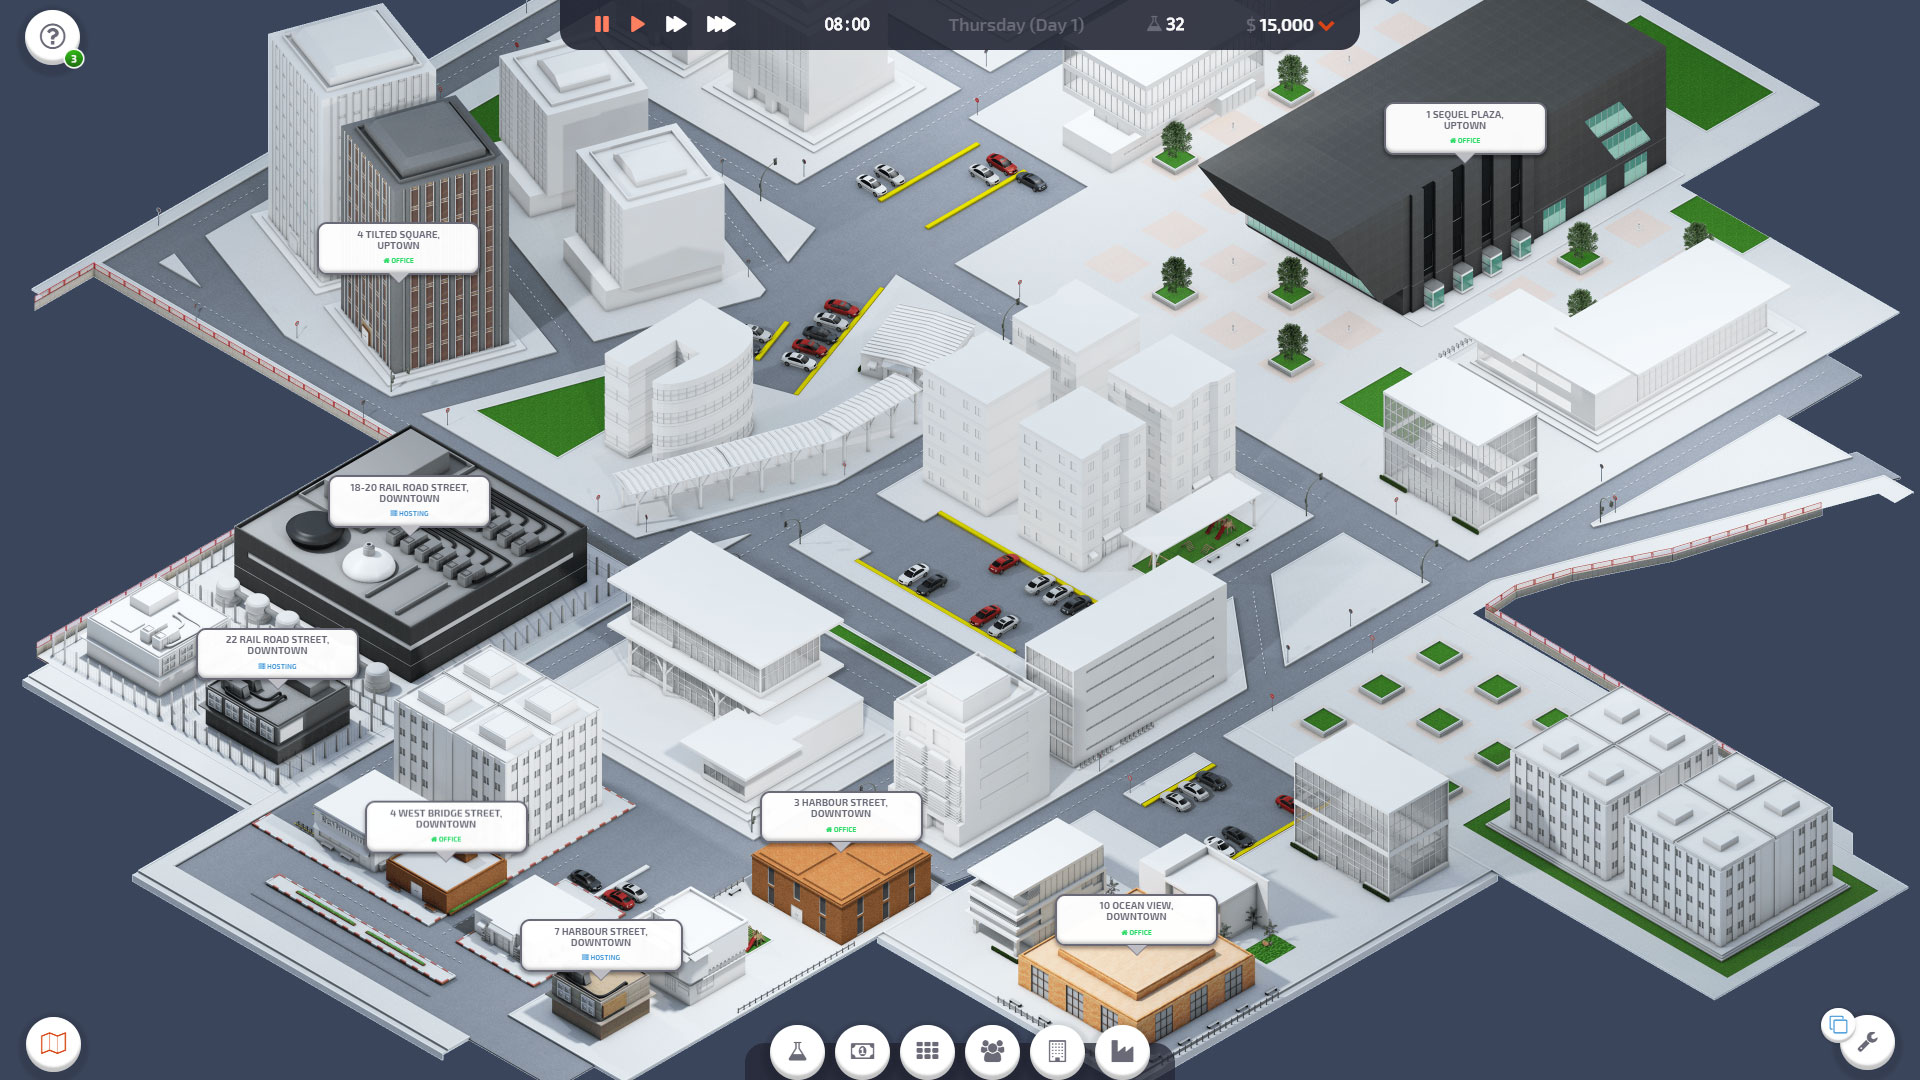 3
08:00
Thursday (Day 1)
32
$ 15,000
1 SEQUEL PLAZA,
UPTOWN
OFFICE
4 TILTED SQUARE,
UPTOWN
OFFICE
18-20 RAIL ROAD STREET,
DOWNTOWN
HOSTING
22 RAIL ROAD STREET,
DOWNTOWN
HOSTING
4 WEST BRIDGE STREET,
DOWNTOWN
OFFICE
3 HARBOUR STREET,
DOWNTOWN
OFFICE
10 OCEAN VIEW,
DOWNTOWN
OFFICE
7 HARBOUR STREET,
DOWNTOWN
HOSTING